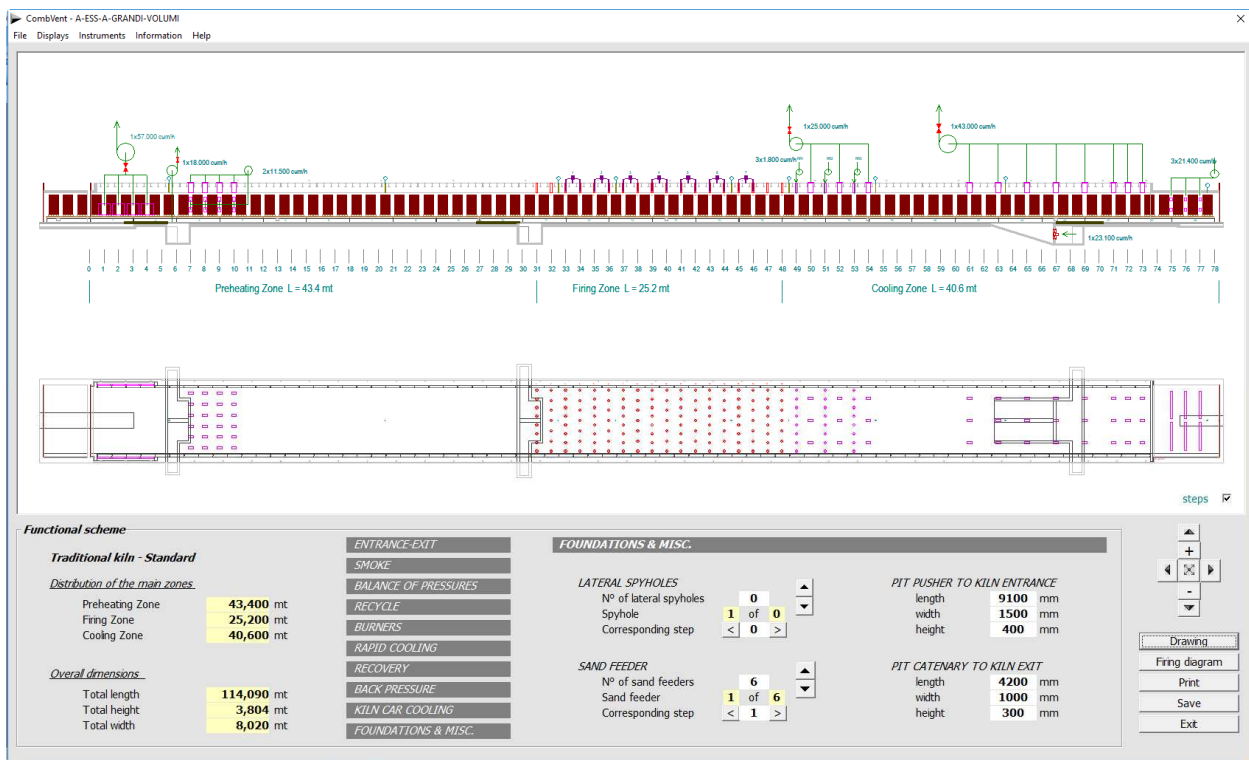 CombVent - A-ESS-A-GRANDI-VOLUMI
File Displays Instruments Information Help
1x57.000 cum/h
1x18.000 cum/h
2x11.500 cum/h
1x25.000 cum/h
3x1.800 cum/h
1x43.000 cum/h
3x21.400 cum/h
1x23.100 cum/h
0 1 2 3 4 5 6 7 8 9 10 11 12 13 14 15 16 17 18 19 20 21 22 23 24 25 26 27 28 29 30 31 32 33 34 35 36 37 38 39 40 41 42 43 44 45 46 47 48 49 50 51 52 53 54 55 56 57 58 59 60 61 62 63 64 65 66 67 68 69 70 71 72 73 74 75 76 77 78
Preheating Zone L = 43.4 mt
Firing Zone L = 25.2 mt
Cooling Zone L = 40.6 mt
steps
Functional scheme
Traditional kiln - Standard
Distribution of the main zones
Preheating Zone 43,400 mt
Firing Zone 25,200 mt
Cooling Zone 40,600 mt
Overall dimensions
Total length 114,090 mt
Total height 3,804 mt
Total width 8,020 mt
ENTRANCE-EXIT
SMOKE
BALANCE OF PRESSURES
RECYCLE
BURNERS
RAPID COOLING
RECOVERY
BACK PRESSURE
KILN CAR COOLING
FOUNDATIONS & MISC.
FOUNDATIONS & MISC.
LATERAL SPYHOLES
N° of lateral spyholes 0
Spyhole 1 of 0
Corresponding step < 0 >
SAND FEEDER
N° of sand feeders 6
Sand feeder 1 of 6
Corresponding step < 1 >
PIT PUSHER TO KILN ENTRANCE
length 9100 mm
width 1500 mm
height 400 mm
PIT CATENARY TO KILN EXIT
length 4200 mm
width 1000 mm
height 300 mm
+
-
Drawing
Firing diagram
Print
Save
Exit